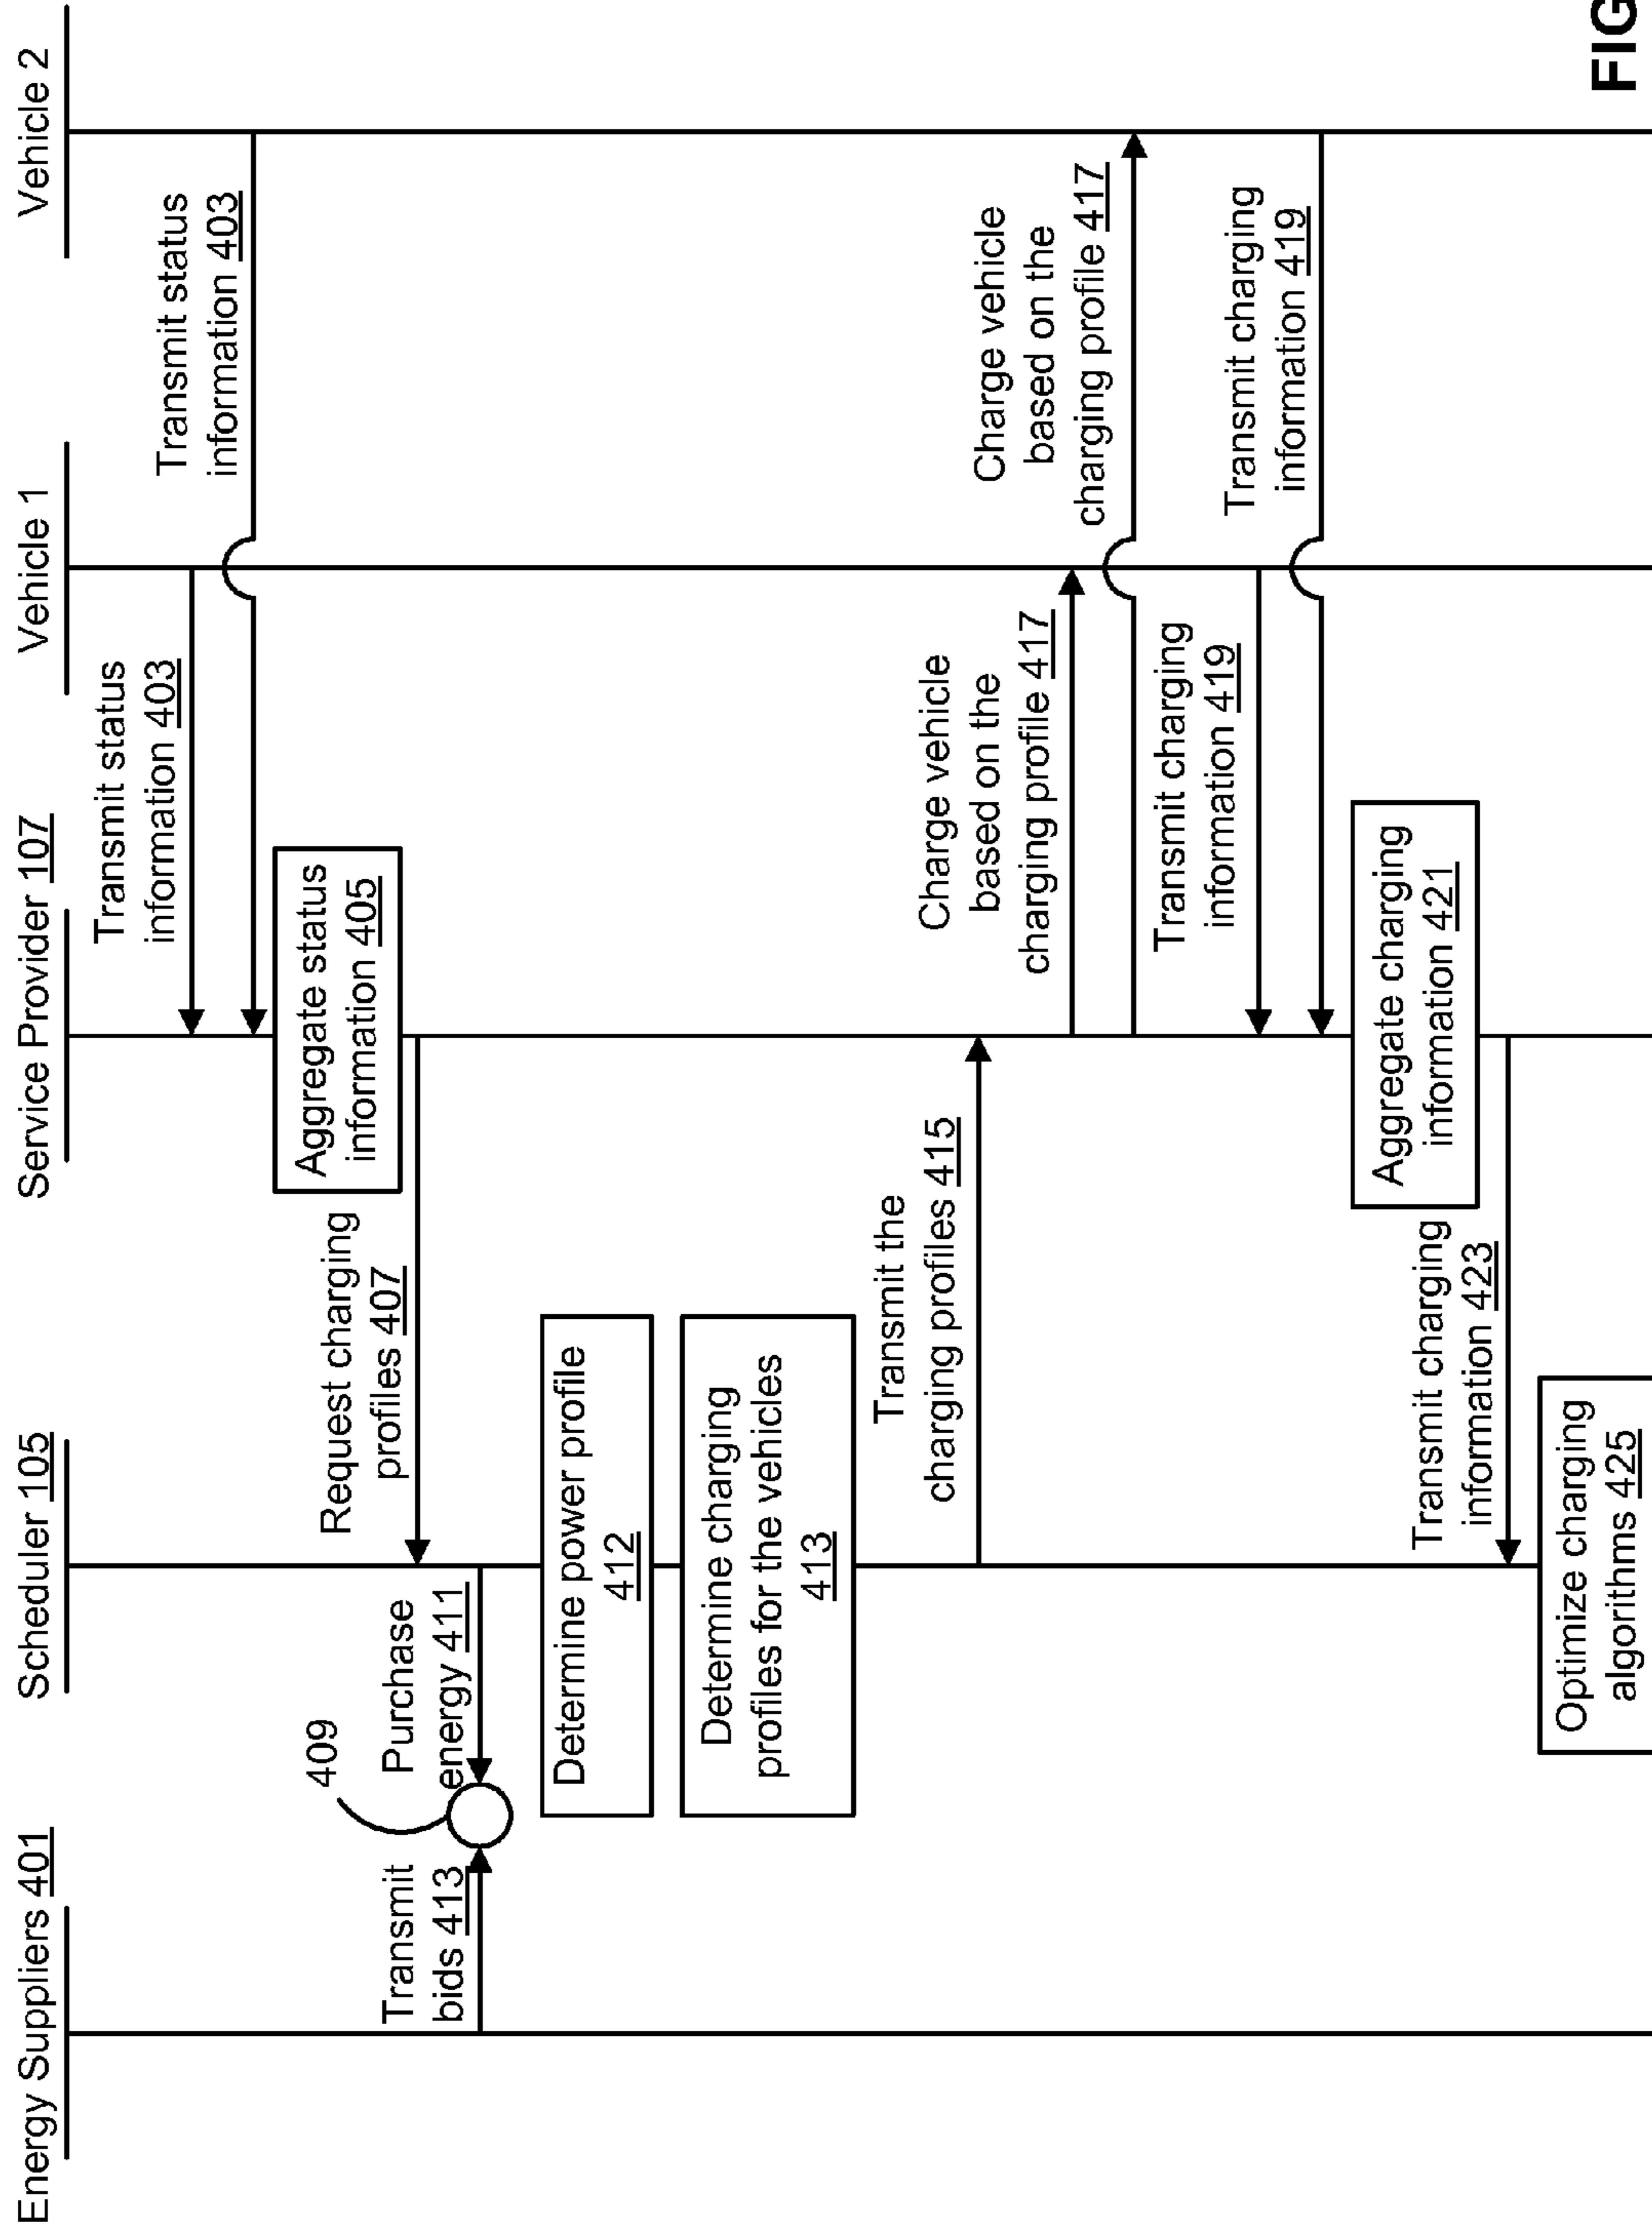 Energy Suppliers 401
Scheduler 105
Service Provider 107
Vehicle 1
Vehicle 2
Transmit status
information 403
Transmit status
information 403
Aggregate status
information 405
Request charging
profiles 407
409
Transmit
bids 413
Purchase
energy 411
Determine power profile
412
Determine charging
profiles for the vehicles
413
Transmit the
charging profiles 415
Charge vehicle
based on the
charging profile 417
Charge vehicle
based on the
charging profile 417
Transmit charging
information 419
Transmit charging
information 419
Aggregate charging
information 421
Transmit charging
information 423
Optimize charging
algorithms 425
FIG